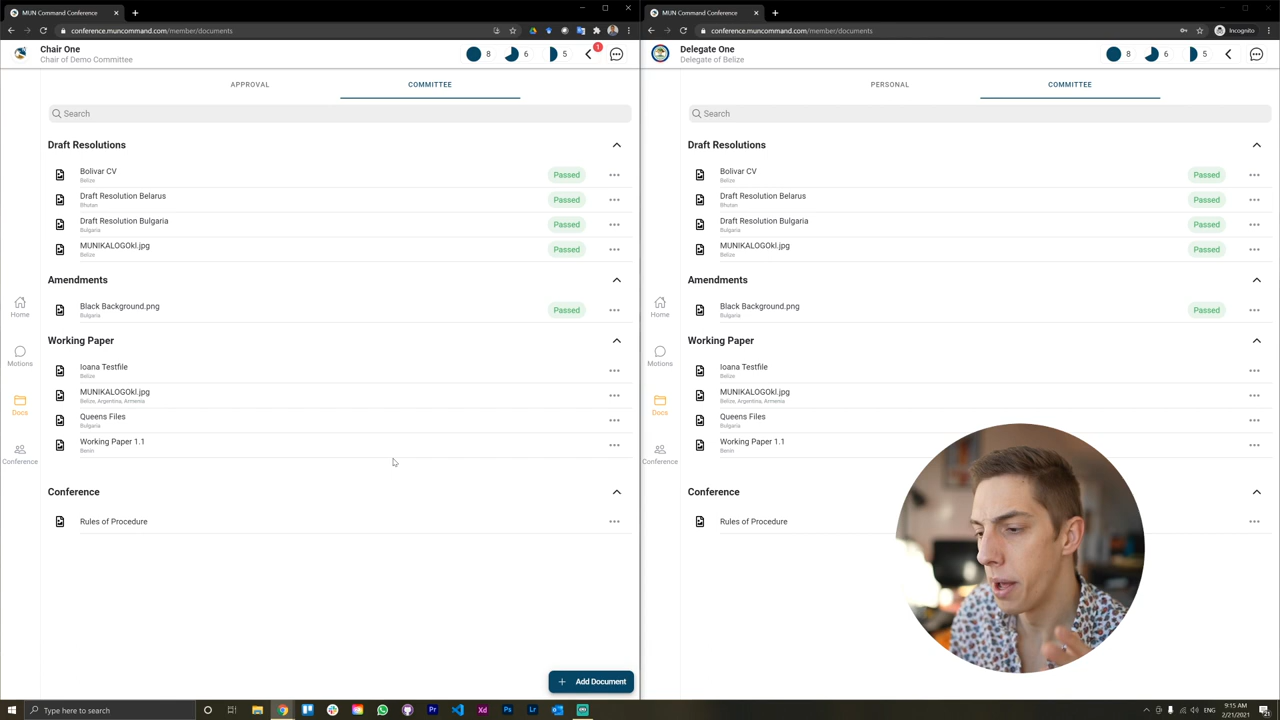 MUN Command Conference
conference.muncommand.com/member/documents
Chair One
Chair of Demo Committee
8
6
5
1
APPROVAL
COMMITTEE
Search
Draft Resolutions
Bolivar CV
Belize
Passed
Draft Resolution Belarus
Bhutan
Passed
Draft Resolution Bulgaria
Bulgaria
Passed
MUNIKALOGOkl.jpg
Belize
Passed
Amendments
Black Background.png
Bulgaria
Passed
Working Paper
Ioana Testfile
Belize
MUNIKALOGOkl.jpg
Belize, Argentina, Armenia
Queens Files
Bulgaria
Working Paper 1.1
Benin
Conference
Rules of Procedure
Home
Motions
Docs
Conference
Add Document
MUN Command Conference
conference.muncommand.com/member/documents
Incognito
Delegate One
Delegate of Belize
8
6
5
PERSONAL
COMMITTEE
Search
Draft Resolutions
Bolivar CV
Belize
Passed
Draft Resolution Belarus
Bhutan
Passed
Draft Resolution Bulgaria
Bulgaria
Passed
MUNIKALOGOkl.jpg
Belize
Passed
Amendments
Black Background.png
Bulgaria
Passed
Working Paper
Ioana Testfile
Belize
MUNIKALOGOkl.jpg
Belize, Argentina, Armenia
Queens Files
Bulgaria
Working Paper 1.1
Benin
Conference
Rules of Procedure
Home
Motions
Docs
Conference
Type here to search
Pr
Xd
Ps
Lr
ENG
9:15 AM
2/21/2021